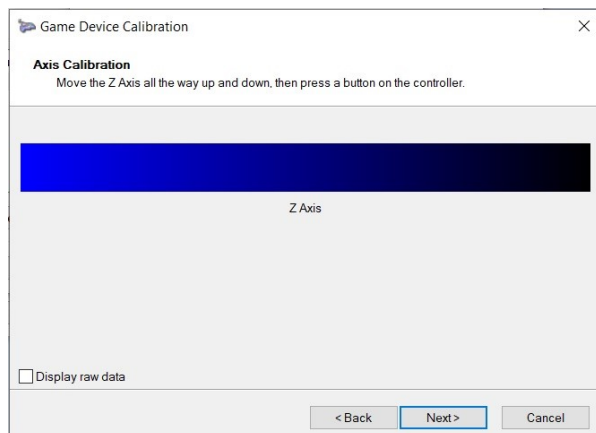 Game Device Calibration
Axis Calibration
Move the Z Axis all the way up and down, then press a button on the controller.
Z Axis
Display raw data
< Back
Next >
Cancel